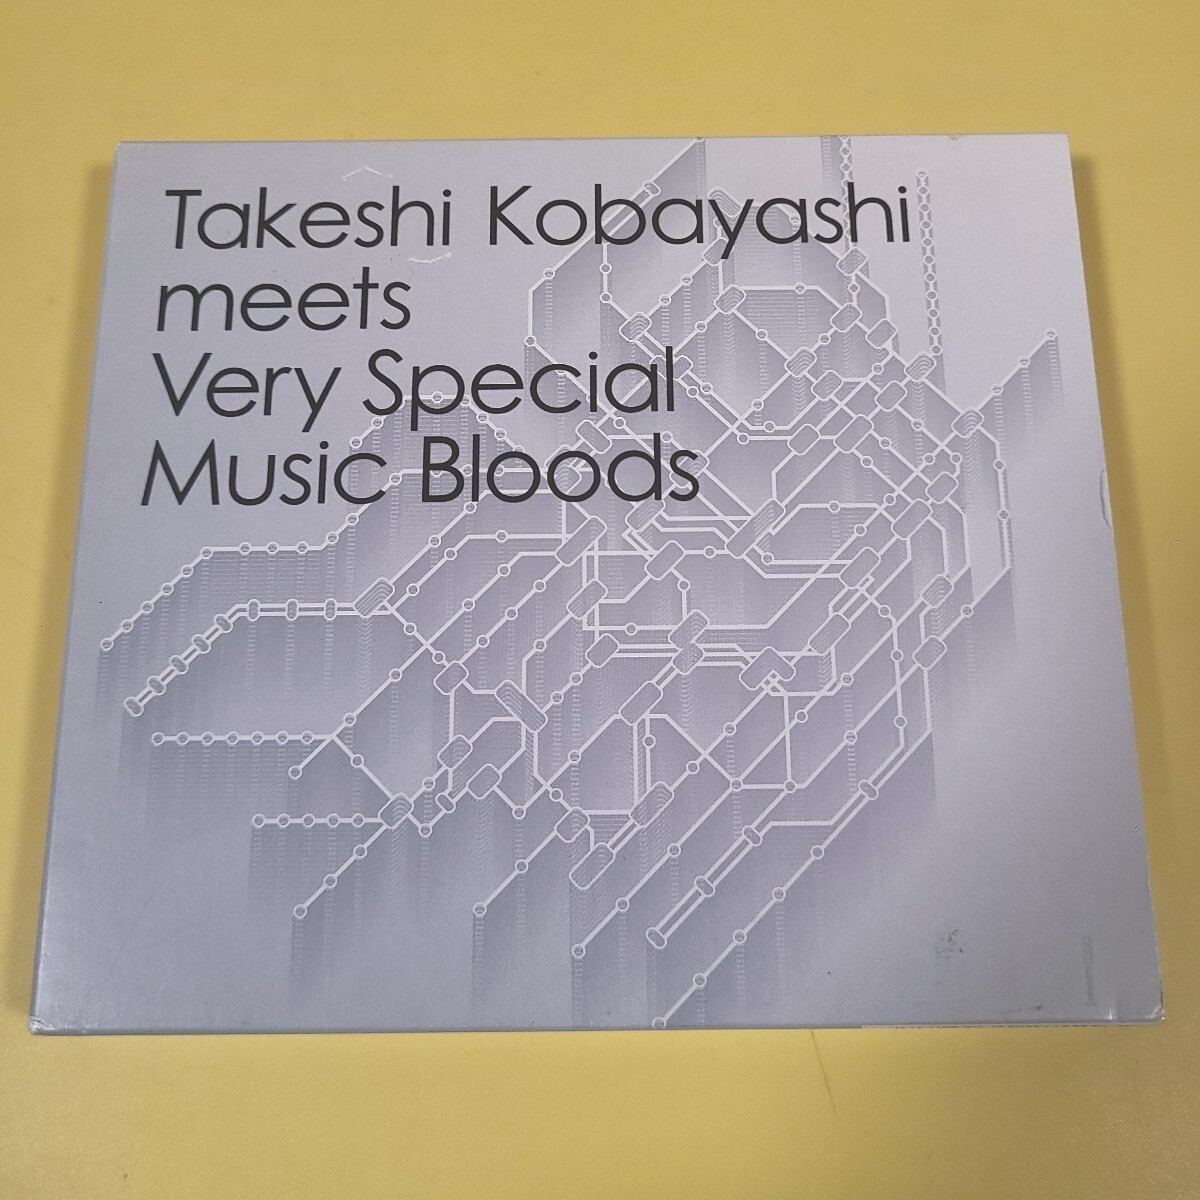 Takeshi Kobayashi
meets
Very Special
Music Bloods